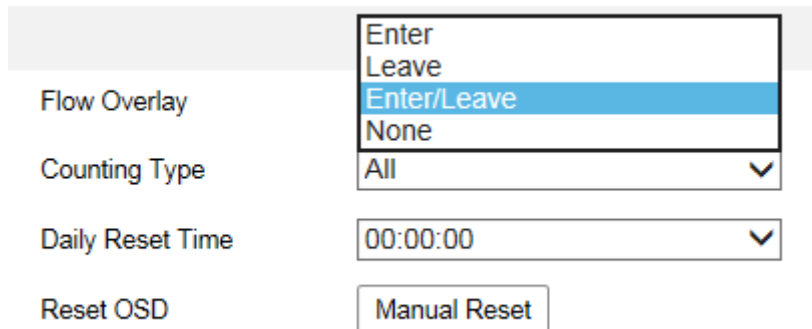 Enter
Leave
Flow Overlay Enter/Leave
None
Counting Type All
Daily Reset Time 00:00:00
Reset OSD Manual Reset